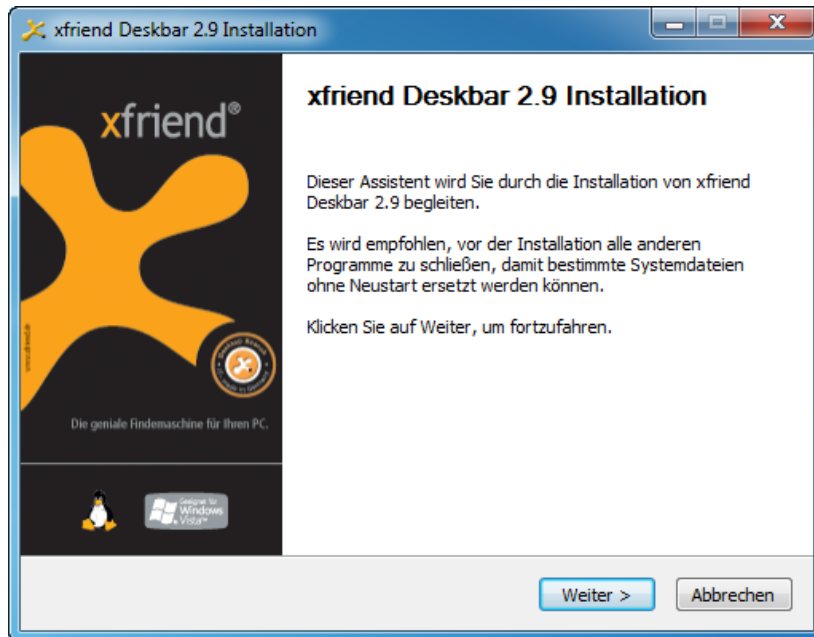 xfriend Deskbar 2.9 Installation
xfriend®
xfriend Deskbar 2.9 Installation
Dieser Assistent wird Sie durch die Installation von xfriend
Deskbar 2.9 begleiten.
Es wird empfohlen, vor der Installation alle anderen
Programme zu schließen, damit bestimmte Systemdateien
ohne Neustart ersetzt werden können.
Klicken Sie auf Weiter, um fortzufahren.
Die geniale Findemaschine für Ihren PC.
Designed für
Windows
Vista™
Weiter >
Abbrechen